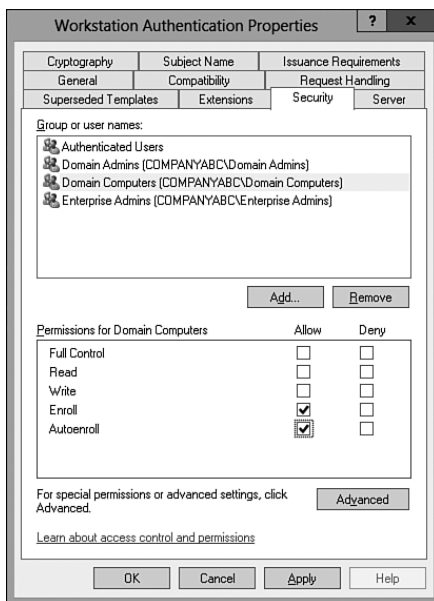 Workstation Authentication Properties ? x
Cryptography Subject Name Issuance Requirements
General Compatibility Request Handling
Superseded Templates Extensions Security Server
Group or user names:
Authenticated Users
Domain Admins (COMPANYABC\Domain Admins)
Domain Computers (COMPANYABC\Domain Computers)
Enterprise Admins (COMPANYABC\Enterprise Admins)
Add... Remove
Permissions for Domain Computers Allow Deny
Full Control
Read
Write
Enroll
Autoenroll
For special permissions or advanced settings, click
Advanced.
Advanced
Learn about access control and permissions
OK Cancel Apply Help